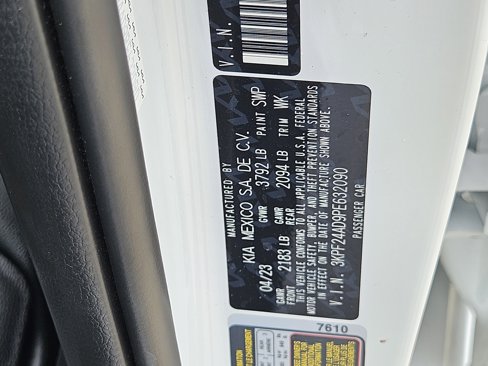 V.I.N.
MANUFACTURED BY
KIA MEXICO S.A. DE C.V.
04/23 GVWR 3792 LB PAINT SWP
GAWR FRONT 2183 LB GAWR REAR 2094 LB TRIM WK
THIS VEHICLE CONFORMS TO ALL APPLICABLE U.S.A. FEDERAL
MOTOR VEHICLE SAFETY, BUMPER, AND THEFT PREVENTION STANDARDS
IN EFFECT ON THE DATE OF MANUFACTURE SHOWN ABOVE.
V.I.N. 3KPF24AD9PE632090
PASSENGER CAR
7610